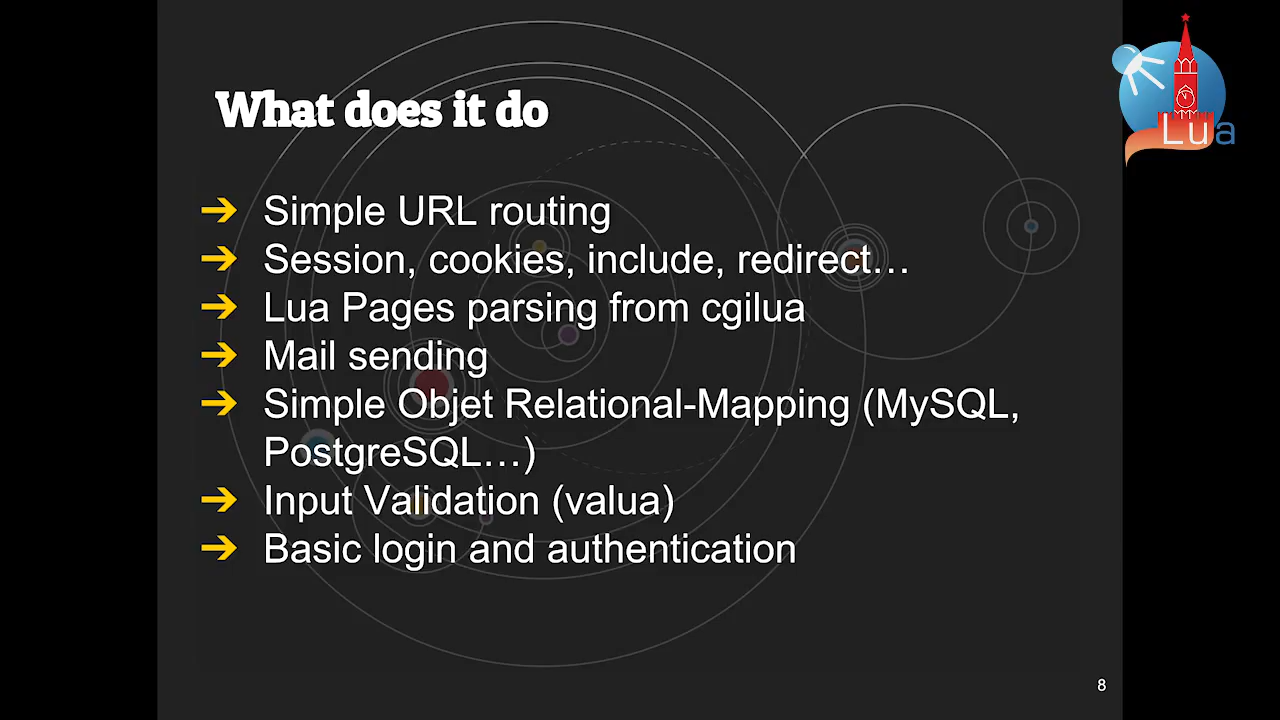 What does it do
➔ Simple URL routing
➔ Session, cookies, include, redirect…
➔ Lua Pages parsing from cgilua
➔ Mail sending
➔ Simple Objet Relational-Mapping (MySQL,
PostgreSQL…)
➔ Input Validation (valua)
➔ Basic login and authentication
Lua
8